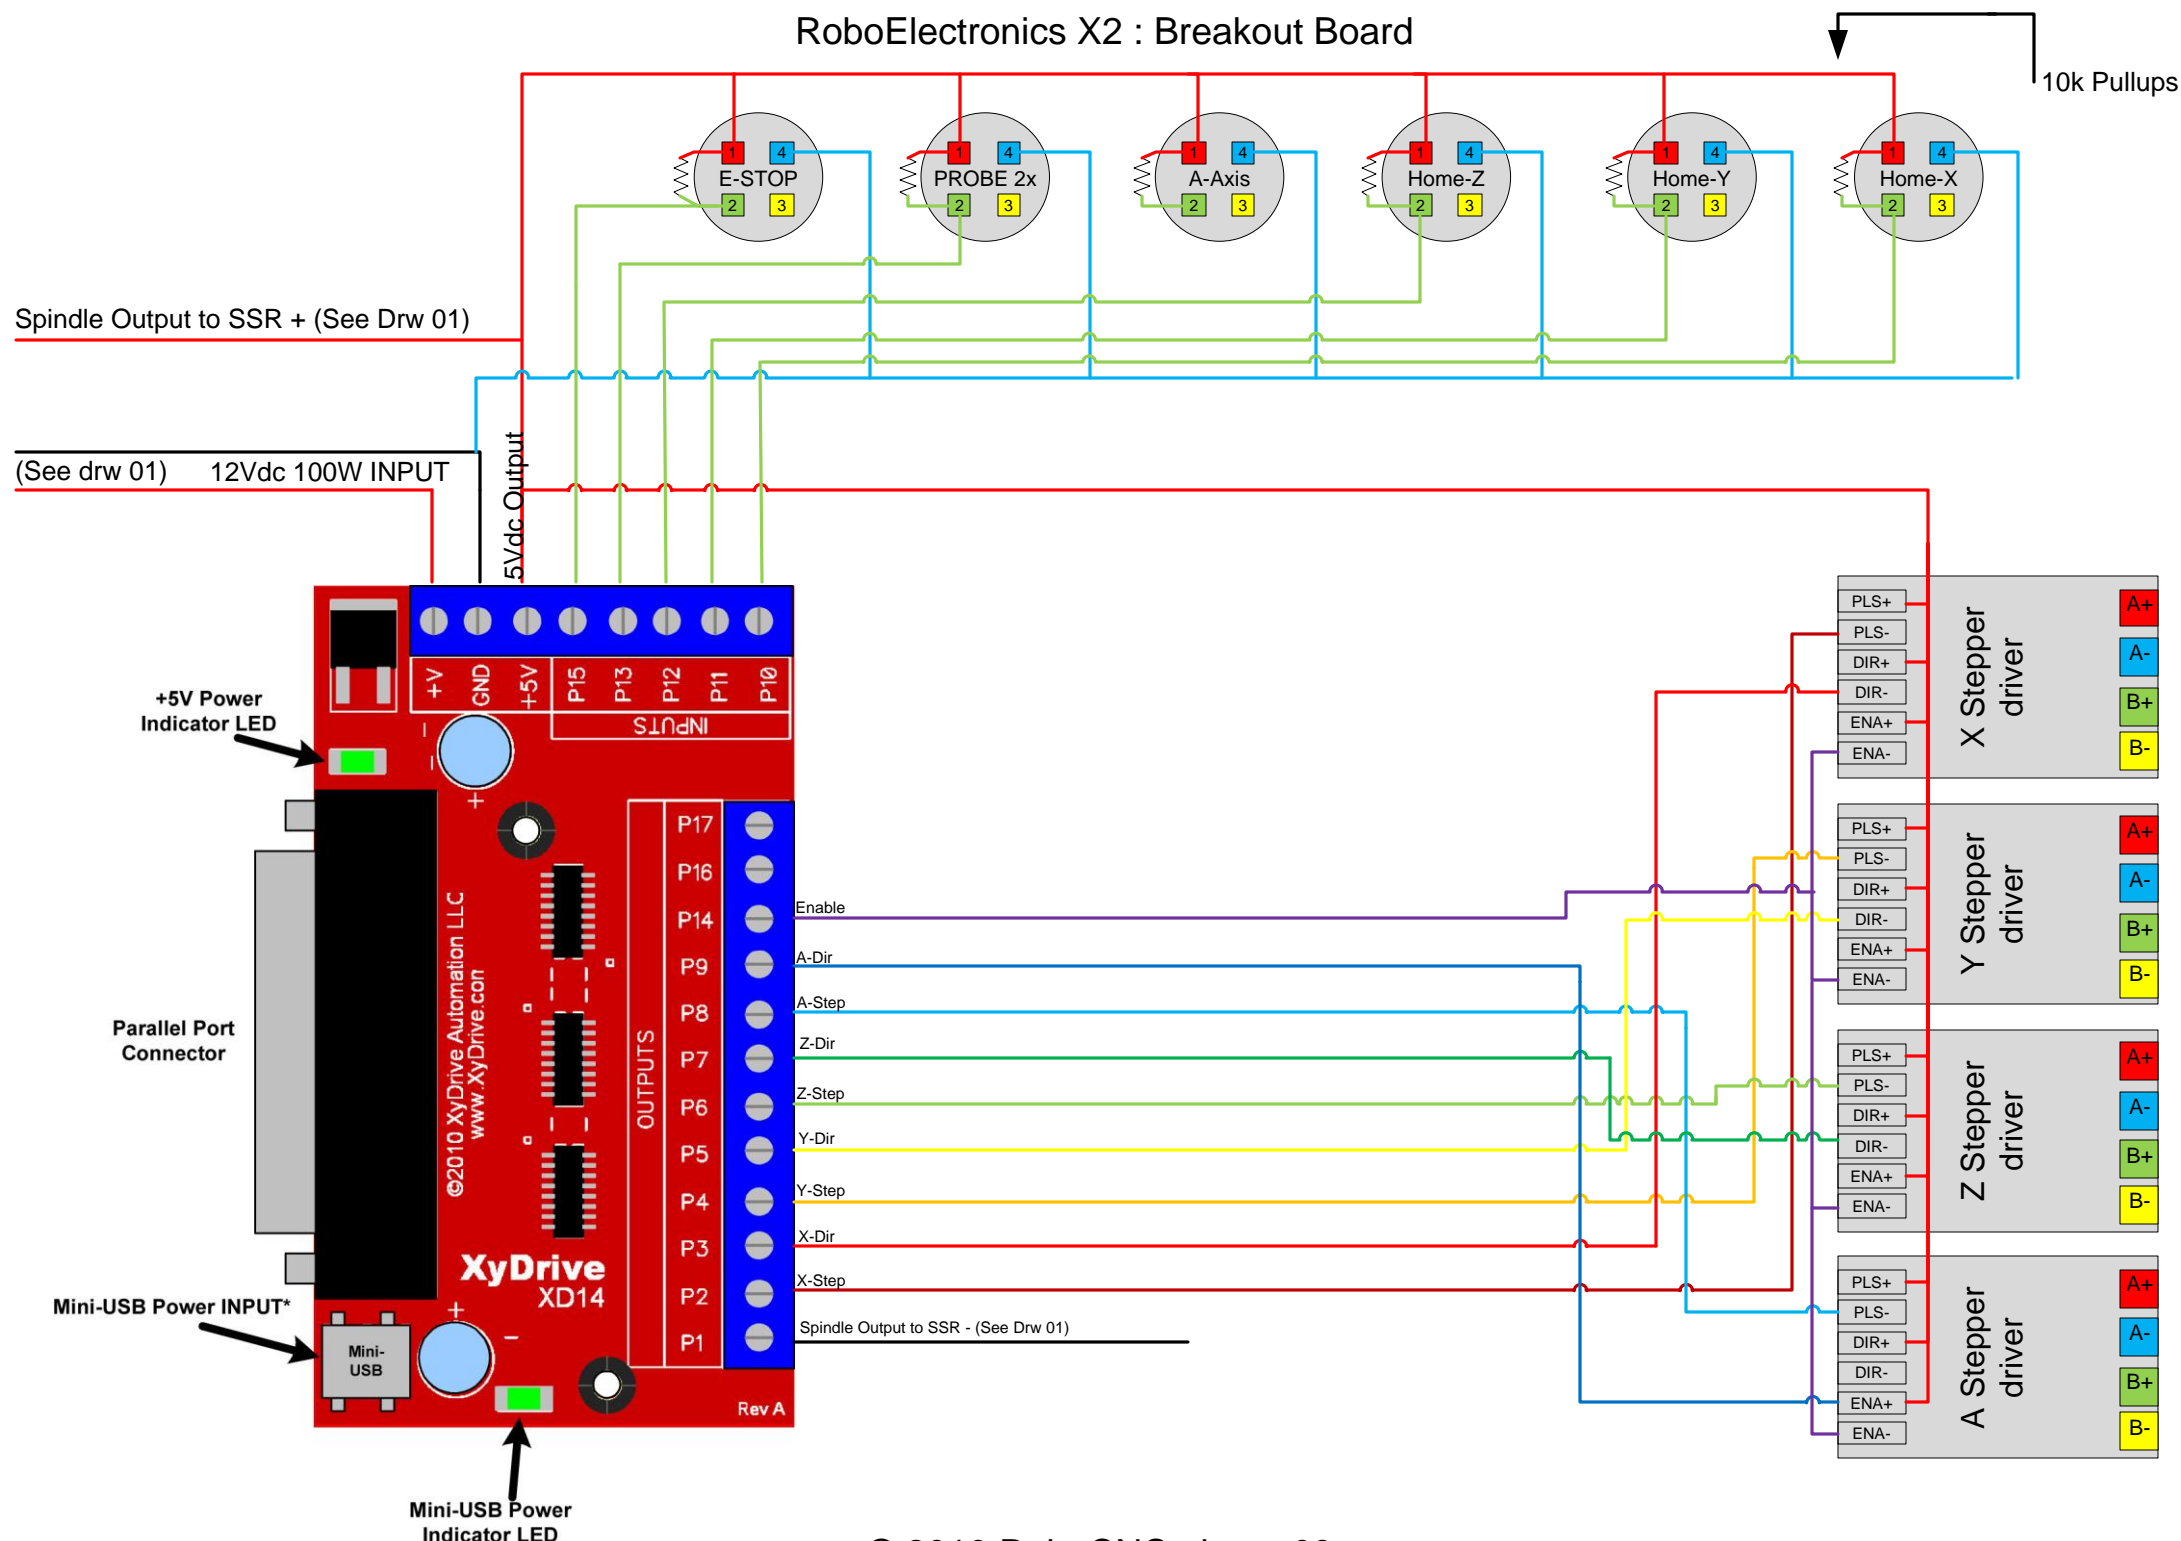 RoboElectronics X2 : Breakout Board
10k Pullups
1 4
E-STOP
2 3
1 4
PROBE 2x
2 3
1 4
A-Axis
2 3
1 4
Home-Z
2 3
1 4
Home-Y
2 3
1 4
Home-X
2 3
Spindle Output to SSR + (See Drw 01)
(See drw 01) 12Vdc 100W INPUT
5Vdc Output
+V
GND
+5V
P15
P13
P12
P11
P10
INPUTS
+5V Power
Indicator LED
Parallel Port
Connector
Mini-USB Power INPUT*
Mini-
USB
Mini-USB Power
Indicator LED
©2010 XyDrive Automation LLC
www.XyDrive.com
XyDrive
XD14
Rev A
OUTPUTS
P17
P16
P14
P9
P8
P7
P6
P5
P4
P3
P2
P1
Enable
A-Dir
A-Step
Z-Dir
Z-Step
Y-Dir
Y-Step
X-Dir
X-Step
Spindle Output to SSR - (See Drw 01)
PLS+
PLS-
DIR+
DIR-
ENA+
ENA-
X Stepper
driver
A+
A-
B+
B-
PLS+
PLS-
DIR+
DIR-
ENA+
ENA-
Y Stepper
driver
A+
A-
B+
B-
PLS+
PLS-
DIR+
DIR-
ENA+
ENA-
Z Stepper
driver
A+
A-
B+
B-
PLS+
PLS-
DIR+
DIR-
ENA+
ENA-
A Stepper
driver
A+
A-
B+
B-